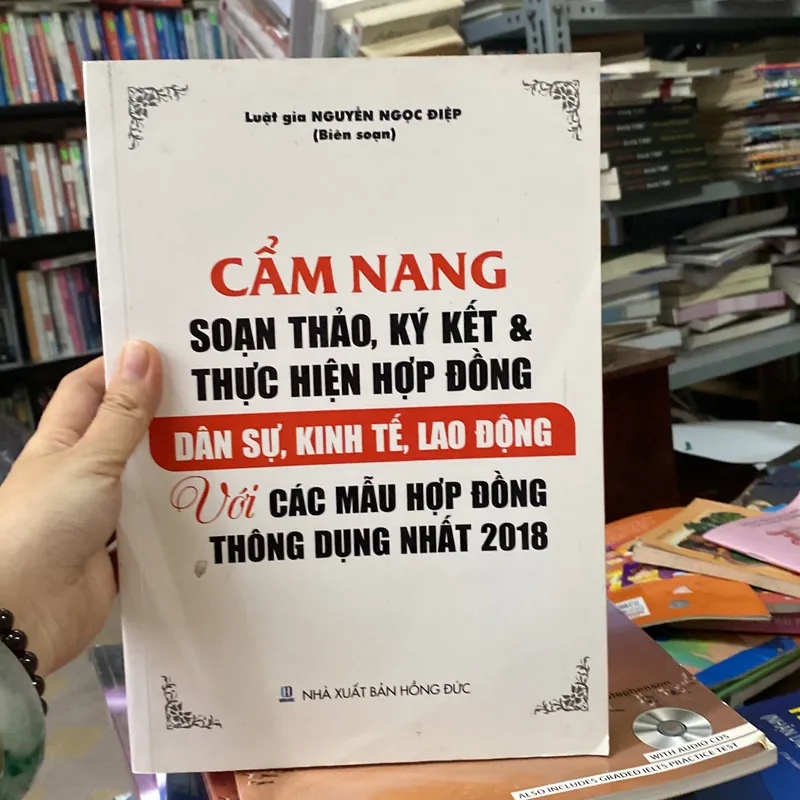 Luật gia NGUYỄN NGỌC ĐIỆP
(Biên soạn)
CẨM NANG
SOẠN THẢO, KÝ KẾT &
THỰC HIỆN HỢP ĐỒNG
DÂN SỰ, KINH TẾ, LAO ĐỘNG
Với CÁC MẪU HỢP ĐỒNG
THÔNG DỤNG NHẤT 2018
NHÀ XUẤT BẢN HỒNG ĐỨC
WITH AUDIO CDS
ALSO INCLUDES GRADED IELTS PRACTICE TEST